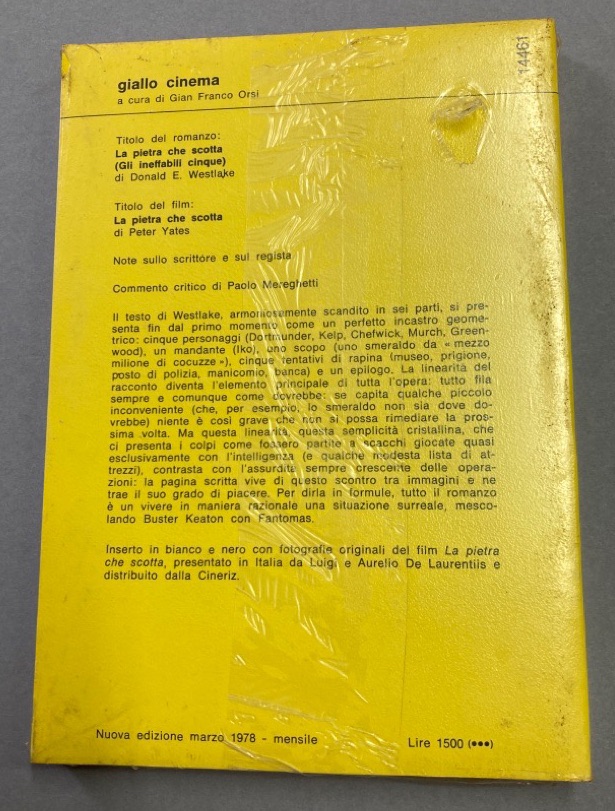 14461
giallo cinema
a cura di Gian Franco Orsi
Titolo del romanzo:
La pietra che scotta
(Gli ineffabili cinque)
di Donald E. Westlake
Titolo del film:
La pietra che scotta
di Peter Yates
Note sullo scrittore e sul regista
Commento critico di Paolo Mereghetti
Il testo di Westlake, armoniosamente scandito in sei parti, si pre-
senta fin dal primo momento come un perfetto incastro geome-
trico: cinque personaggi (Dortmunder, Kelp, Chefwick, Murch, Green-
wood), un mandante (Iko), uno scopo (uno smeraldo da « mezzo
milione di cocuzze »), cinque tentativi di rapina (museo, prigione,
posto di polizia, manicomio, banca) e un epilogo. La linearità del
racconto diventa l'elemento principale di tutta l'opera: tutto fila
sempre e comunque come dovrebbe: se capita qualche piccolo
inconveniente (che, per esempio, lo smeraldo non sia dove do-
vrebbe) niente è così grave che non si possa rimediare la pros-
sima volta. Ma questa linearità, questa semplicità cristallina, che
ci presenta i colpi come fossero partite a scacchi giocate quasi
esclusivamente con l'intelligenza (e qualche modesta lista di at-
trezzi), contrasta con l'assurdità sempre crescente delle opera-
zioni: la pagina scritta vive di questo scontro tra immagini e ne
trae il suo grado di piacere. Per dirla in formule, tutto il romanzo
è un vivere in maniera razionale una situazione surreale, mesco-
lando Buster Keaton con Fantomas.
Inserto in bianco e nero con fotografie originali del film La pietra
che scotta, presentato in Italia da Luigi e Aurelio De Laurentiis e
distribuito dalla Cineriz.
Nuova edizione marzo 1978 - mensile
Lire 1500 (•••)